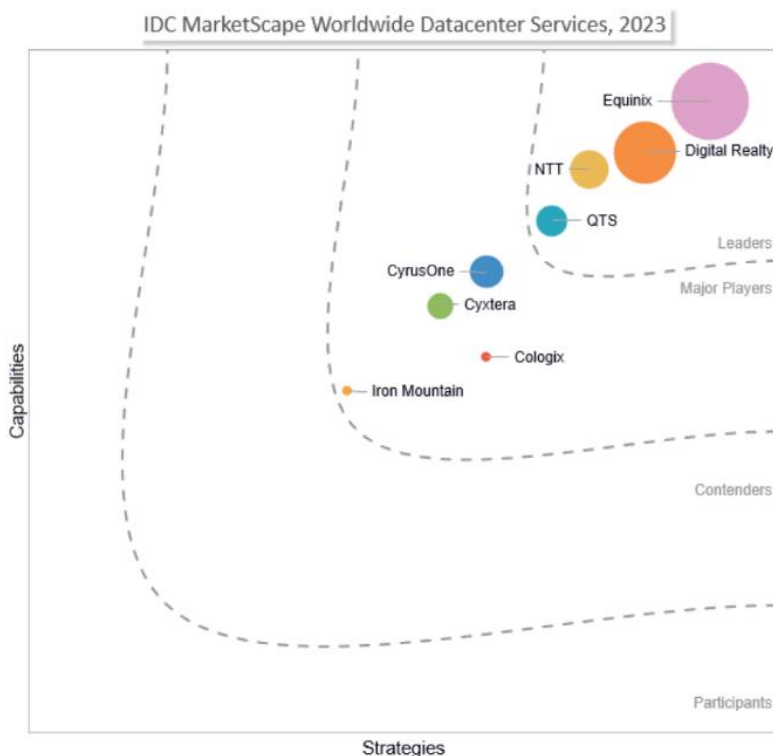 IDC MarketScape Worldwide Datacenter Services, 2023
Equinix
Digital Realty
NTT
QTS
Leaders
CyrusOne
Major Players
Cyxtera
Cologix
Iron Mountain
Capabilities
Contenders
Participants
Strategies